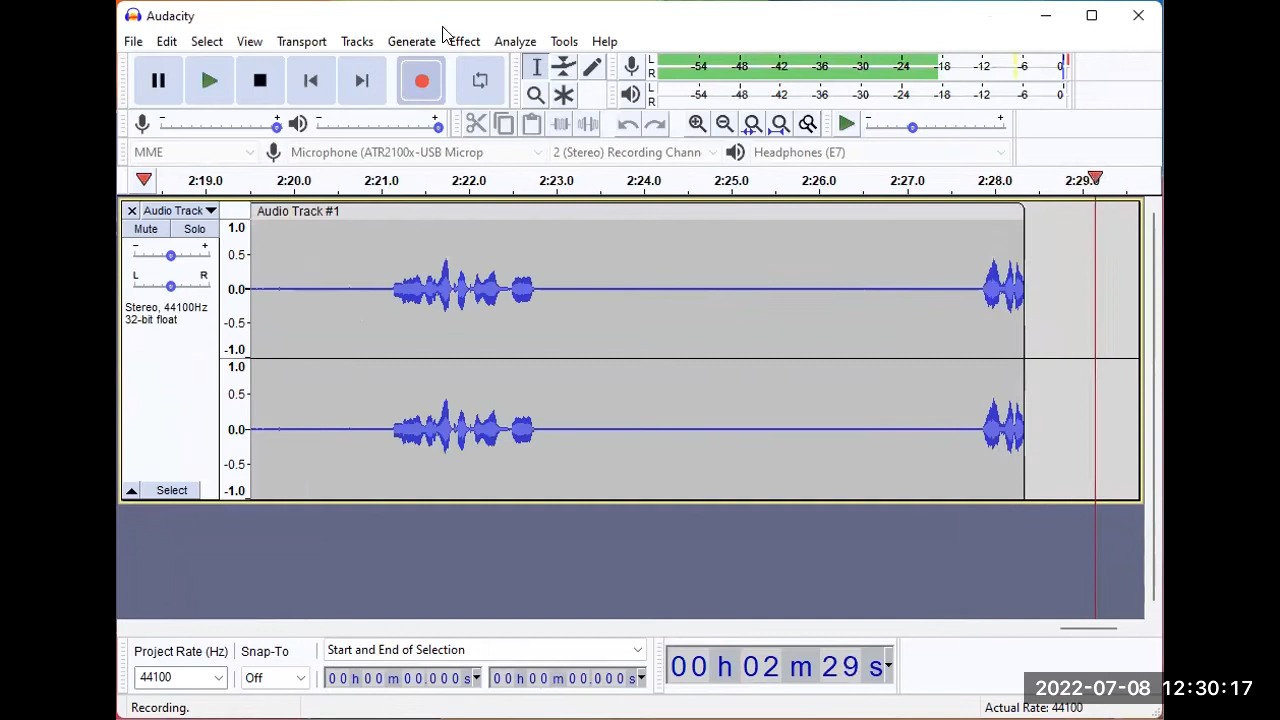 Audacity
File Edit Select View Transport Tracks Generate Effect Analyze Tools Help
L R -54 -48 -42 -36 -30 -24 -18 -12 -6 0
L R -54 -48 -42 -36 -30 -24 -18 -12 -6 0
- + - + - +
MME Microphone (ATR2100x-USB Microp 2 (Stereo) Recording Chann Headphones (E7)
2:19.0 2:20.0 2:21.0 2:22.0 2:23.0 2:24.0 2:25.0 2:26.0 2:27.0 2:28.0 2:29.0
Audio Track Audio Track #1
Mute Solo 1.0
- + 0.5
L R 0.0
Stereo, 44100Hz
32-bit float -0.5
-1.0
1.0
0.5
0.0
-0.5
Select -1.0
Project Rate (Hz) Snap-To Start and End of Selection
44100 Off 00 h 00 m 00.000 s 00 h 00 m 00.000 s 00 h 02 m 29 s
2022-07-08 12:30:17
Recording. Actual Rate: 44100